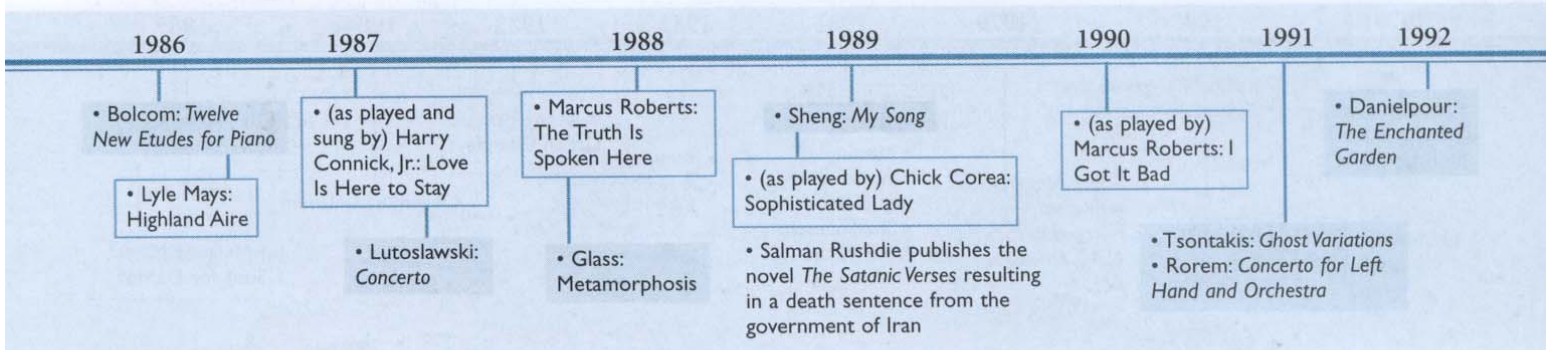 1986
1987
1988
1989
1990
1991
1992
• Bolcom: Twelve
New Etudes for Piano
• Lyle Mays:
Highland Aire
• (as played and
sung by) Harry
Connick, Jr.: Love
Is Here to Stay
• Lutoslawski:
Concerto
• Marcus Roberts:
The Truth Is
Spoken Here
• Glass:
Metamorphosis
• Sheng: My Song
• (as played by) Chick Corea:
Sophisticated Lady
• Salman Rushdie publishes the
novel The Satanic Verses resulting
in a death sentence from the
government of Iran
• (as played by)
Marcus Roberts: I
Got It Bad
• Tsontakis: Ghost Variations
• Rorem: Concerto for Left
Hand and Orchestra
• Danielpour:
The Enchanted
Garden